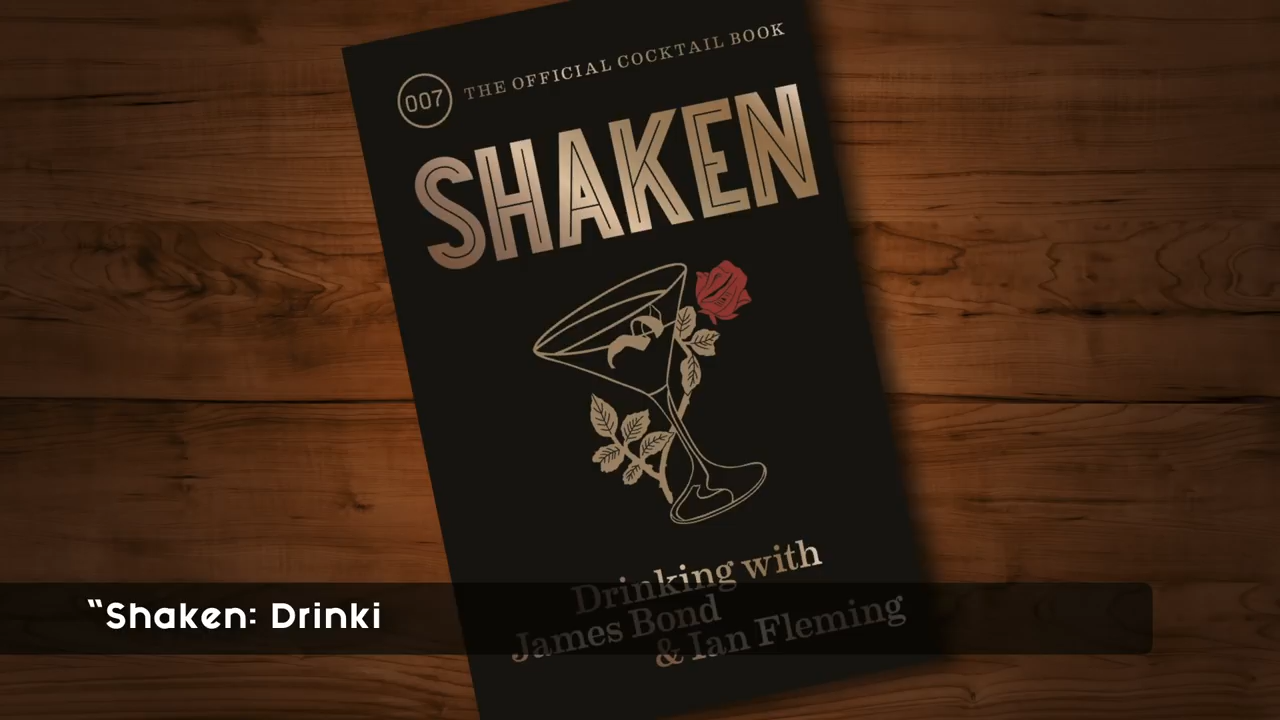 007 THE OFFICIAL COCKTAIL BOOK
SHAKEN
Drinking with
James Bond
& Ian Fleming
“Shaken: Drinki